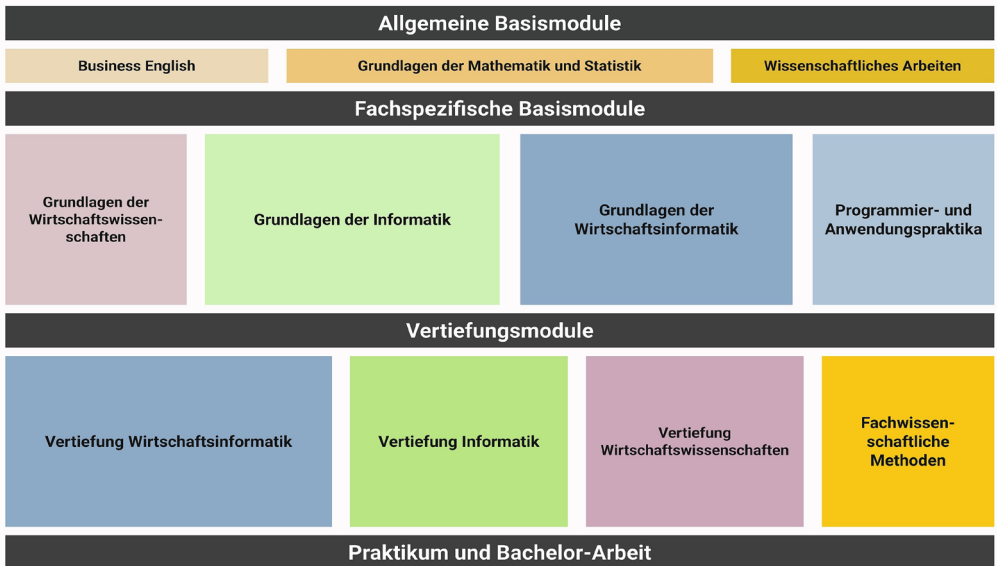 Allgemeine Basismodule
Business English
Grundlagen der Mathematik und Statistik
Wissenschaftliches Arbeiten
Fachspezifische Basismodule
Grundlagen der
Wirtschaftswissen-
schaften
Grundlagen der Informatik
Grundlagen der
Wirtschaftsinformatik
Programmier- und
Anwendungspraktika
Vertiefungsmodule
Vertiefung Wirtschaftsinformatik
Vertiefung Informatik
Vertiefung
Wirtschaftswissenschaften
Fachwissen-
schaftliche
Methoden
Praktikum und Bachelor-Arbeit